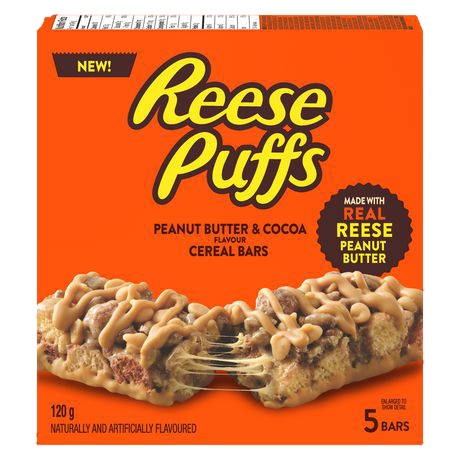 NEW!
Reese
Puffs
PEANUT BUTTER & COCOA
FLAVOUR
CEREAL BARS
MADE WITH
REAL
REESE
PEANUT
BUTTER
120 g
NATURALLY AND ARTIFICIALLY FLAVOURED
ENLARGED TO
SHOW DETAIL
5 BARS